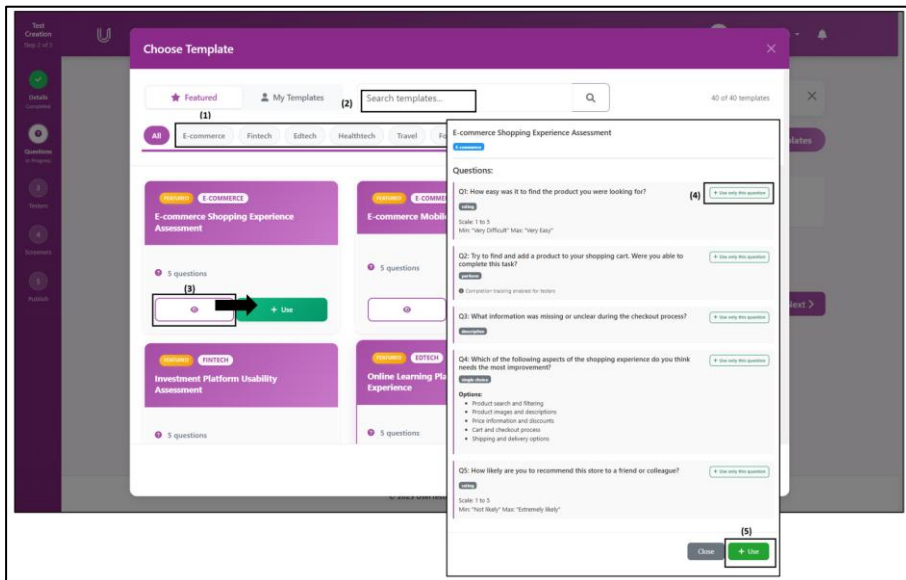 Test
Creation
Step 2 of 5
Details
Completed
Questions
In Progress
3
Testers
4
Screeners
5
Publish
Choose Template
Featured
My Templates
(2)
Search templates...
40 of 40 templates
(1)
All
E-commerce
Fintech
Edtech
Healthtech
Travel
Fo
FEATURED
E-COMMERCE
E-commerce Shopping Experience
Assessment
5 questions
(3)
+ Use
FEATURED
E-COMME
E-commerce Mobil
5 questions
FEATURED
FINTECH
Investment Platform Usability
Assessment
5 questions
FEATURED
EDTECH
Online Learning Pla
Experience
5 questions
plates
Next >
E-commerce Shopping Experience Assessment
E-commerce
Questions:
Q1: How easy was it to find the product you were looking for?
(4)
+ Use only this question
rating
Scale: 1 to 5
Min: "Very Difficult" Max: "Very Easy"
Q2: Try to find and add a product to your shopping cart. Were you able to
complete this task?
+ Use only this question
perform
Completion tracking enabled for testers
Q3: What information was missing or unclear during the checkout process?
+ Use only this question
description
Q4: Which of the following aspects of the shopping experience do you think
needs the most improvement?
+ Use only this question
single choice
Options:
• Product search and filtering
• Product images and descriptions
• Price information and discounts
• Cart and checkout process
• Shipping and delivery options
Q5: How likely are you to recommend this store to a friend or colleague?
+ Use only this question
rating
Scale: 1 to 5
Min: "Not likely" Max: "Extremely likely"
(5)
Close
+ Use